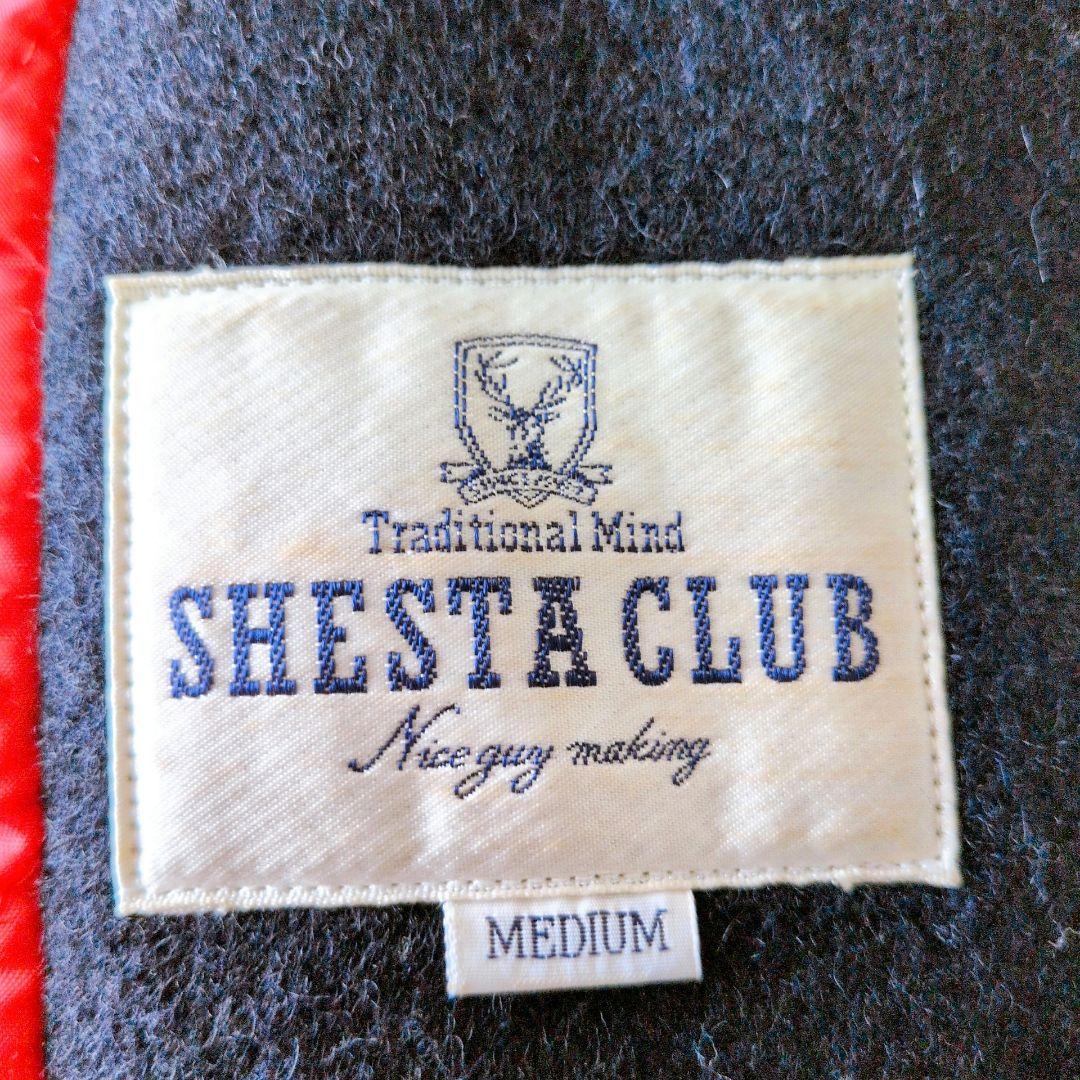 Traditional Mind
SHESTA CLUB
Nice guy making
MEDIUM